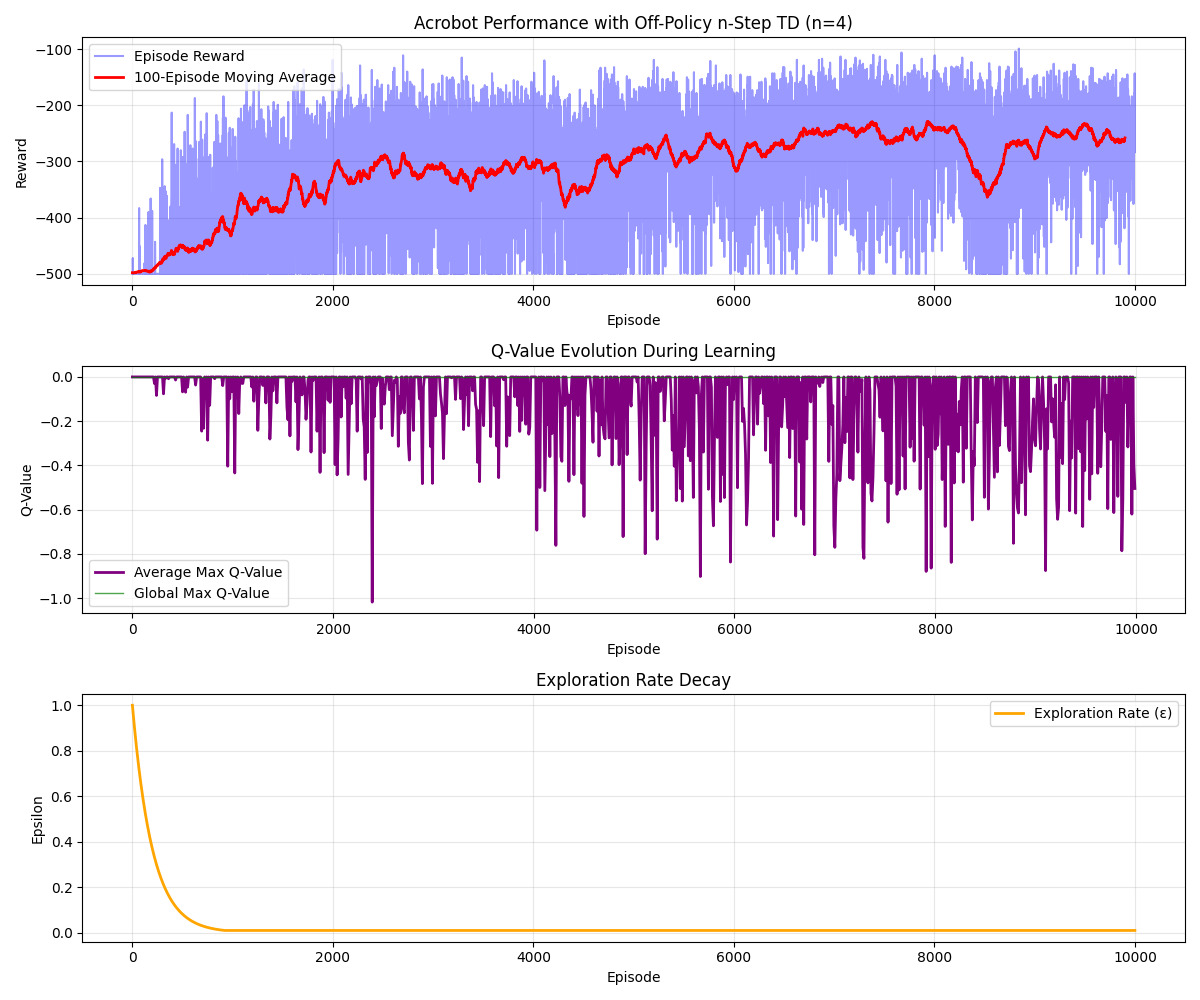 Acrobot Performance with Off-Policy n-Step TD (n=4)
Episode Reward
100-Episode Moving Average
Reward
−100
−200
−300
−400
−500
0 2000 4000 6000 8000 10000
Episode
Q-Value Evolution During Learning
Q-Value
0.0
−0.2
−0.4
−0.6
−0.8
−1.0
Average Max Q-Value
Global Max Q-Value
0 2000 4000 6000 8000 10000
Episode
Exploration Rate Decay
Exploration Rate (ε)
Epsilon
1.0
0.8
0.6
0.4
0.2
0.0
0 2000 4000 6000 8000 10000
Episode